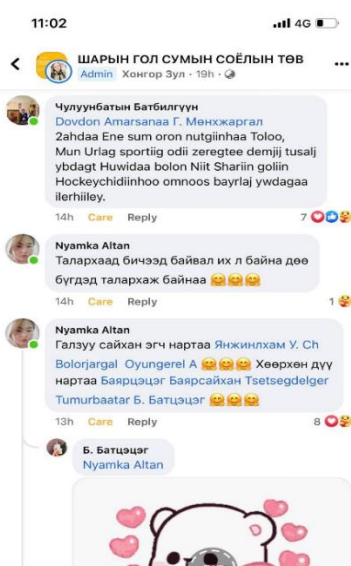 11:02
4G
ШАРЫН ГОЛ СУМЫН СОЁЛЫН ТӨВ
Admin Хонгор Зул · 19h ·
Чулуунбатын Батбилгүүн
Dovdon Amarsanaa Г. Мөнхжаргал
2ahdaa Ene sum oron nutgiinhaa Toloo,
Mun Urlag sportiig odii zeregtee demjij tusalj
ybdagt Huwidaa bolon Niit Shariin goliin
Hockeychidiinhoo omnoos bayrlaj ywdagaa
ilerhiiley.
14h Care Reply 7
Nyamka Altan
Талархаад бичээд байвал их л байна дөө
бүгдэд талархаж байнаа 🤗🤗🤗
14h Care Reply 1
Nyamka Altan
Галзуу сайхан эгч нартаа Янжинлхам У. Ch
Bolorjargal Oyungerel A 🤗🤗🤗 Хөөрхөн дүү
нартаа Баярцэцэг Баярсайхан Tsetsegdelger
Tumurbaatar Б. Батцэцэг 🤗🤗🤗
13h Care Reply 8
Б. Батцэцэг
Nyamka Altan